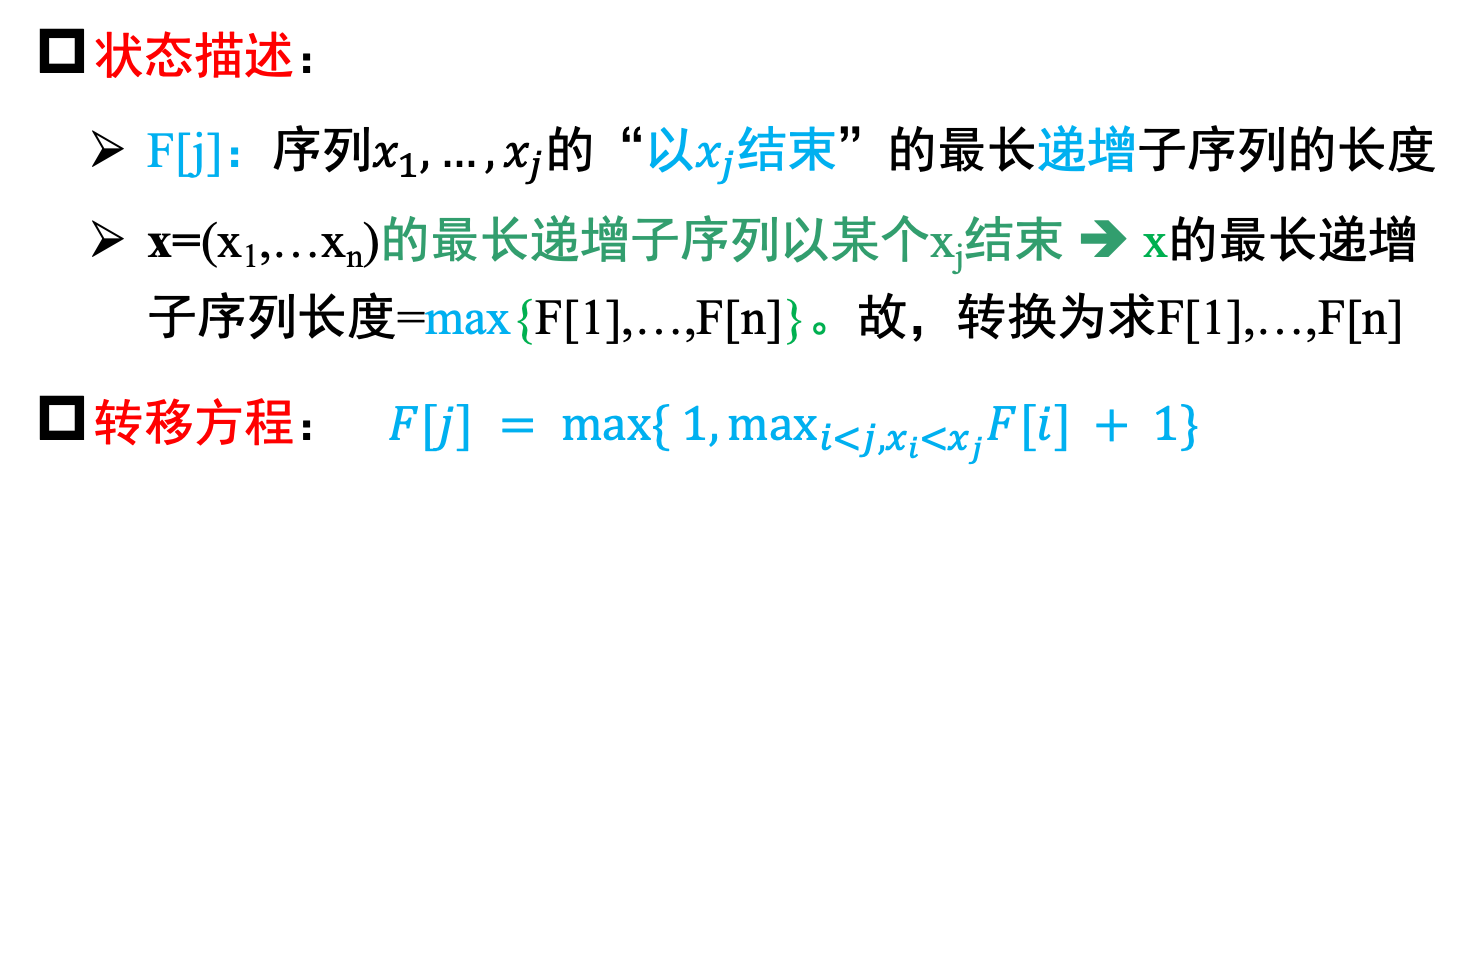 状态描述：
F[j]：序列x₁, … , xⱼ的“以xⱼ结束”的最长递增子序列的长度
x=(x₁,…xₙ)的最长递增子序列以某个xⱼ结束 ➔ x的最长递增
子序列长度=max{F[1],…,F[n]}。故，转换为求F[1],…,F[n]
转移方程： F[j] = max{ 1, max_{i<j,x_i<x_j} F[i] + 1}